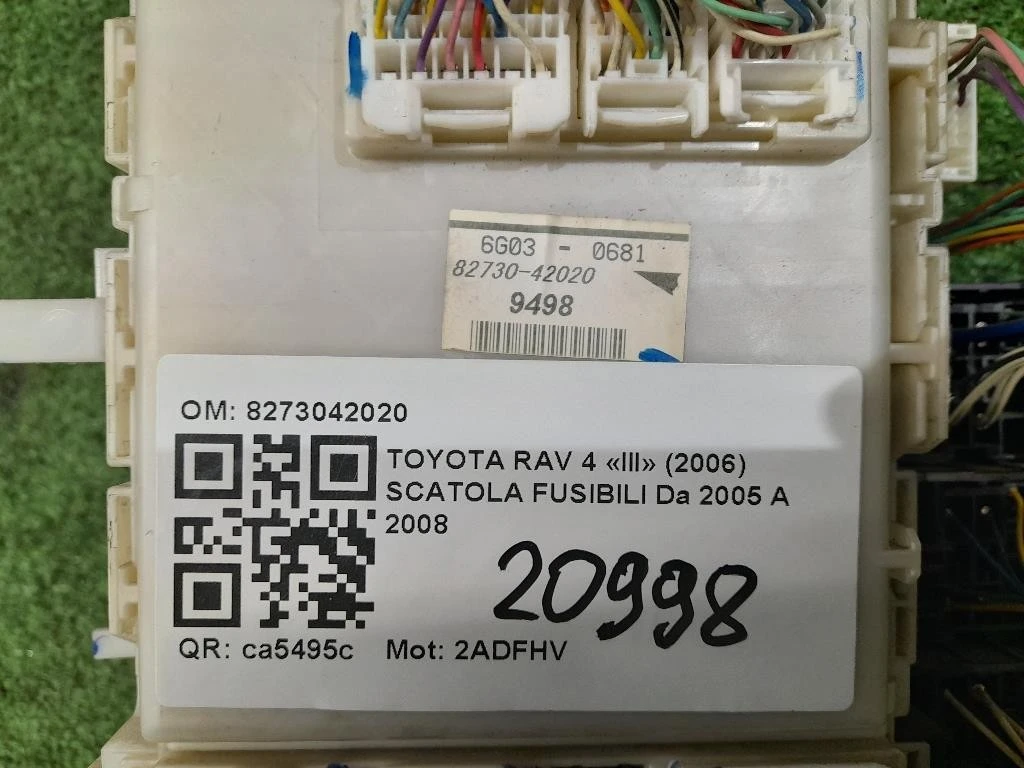 6G03 - 0681
82730-42020
9498
OM: 8273042020
TOYOTA RAV 4 «III» (2006)
SCATOLA FUSIBILI Da 2005 A
2008
20998
QR: ca5495c Mot: 2ADFHV